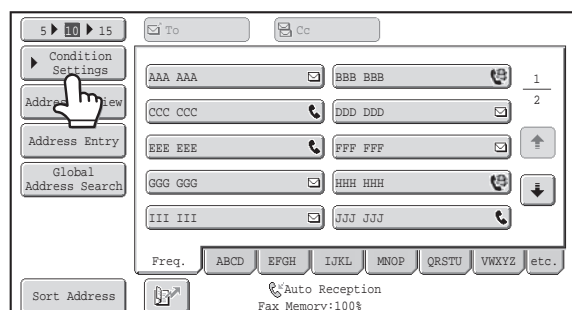 5 10 15
To
Cc
Condition
Settings
Address Entry
Global
Address Search
Sort Address
AAA AAA
BBB BBB
CCC CCC
DDD DDD
EEE EEE
FFF FFF
GGG GGG
HHH HHH
III III
JJJ JJJ
1
2
Freq.
ABCD
EFGH
IJKL
MNOP
QRSTU
VWXYZ
etc.
Auto Reception
Fax Memory:100%